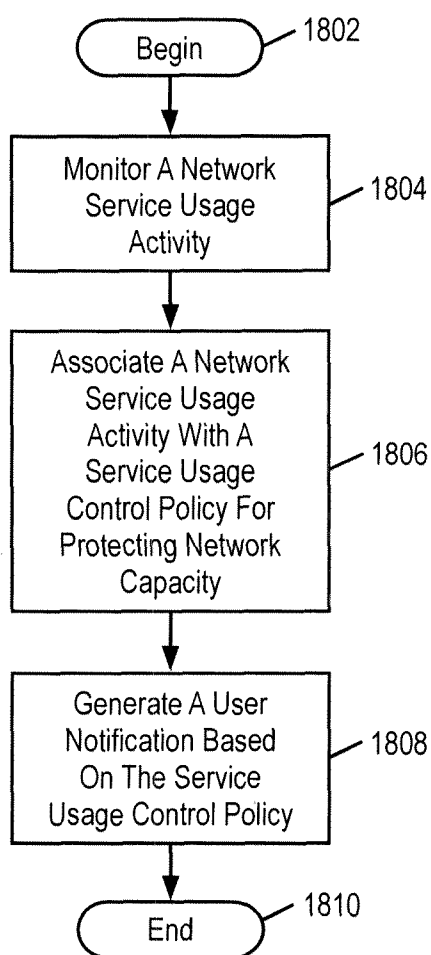 Begin
1802
Monitor A Network
Service Usage
Activity
1804
Associate A Network
Service Usage
Activity With A
Service Usage
Control Policy For
Protecting Network
Capacity
1806
Generate A User
Notification Based
On The Service
Usage Control Policy
1808
End
1810